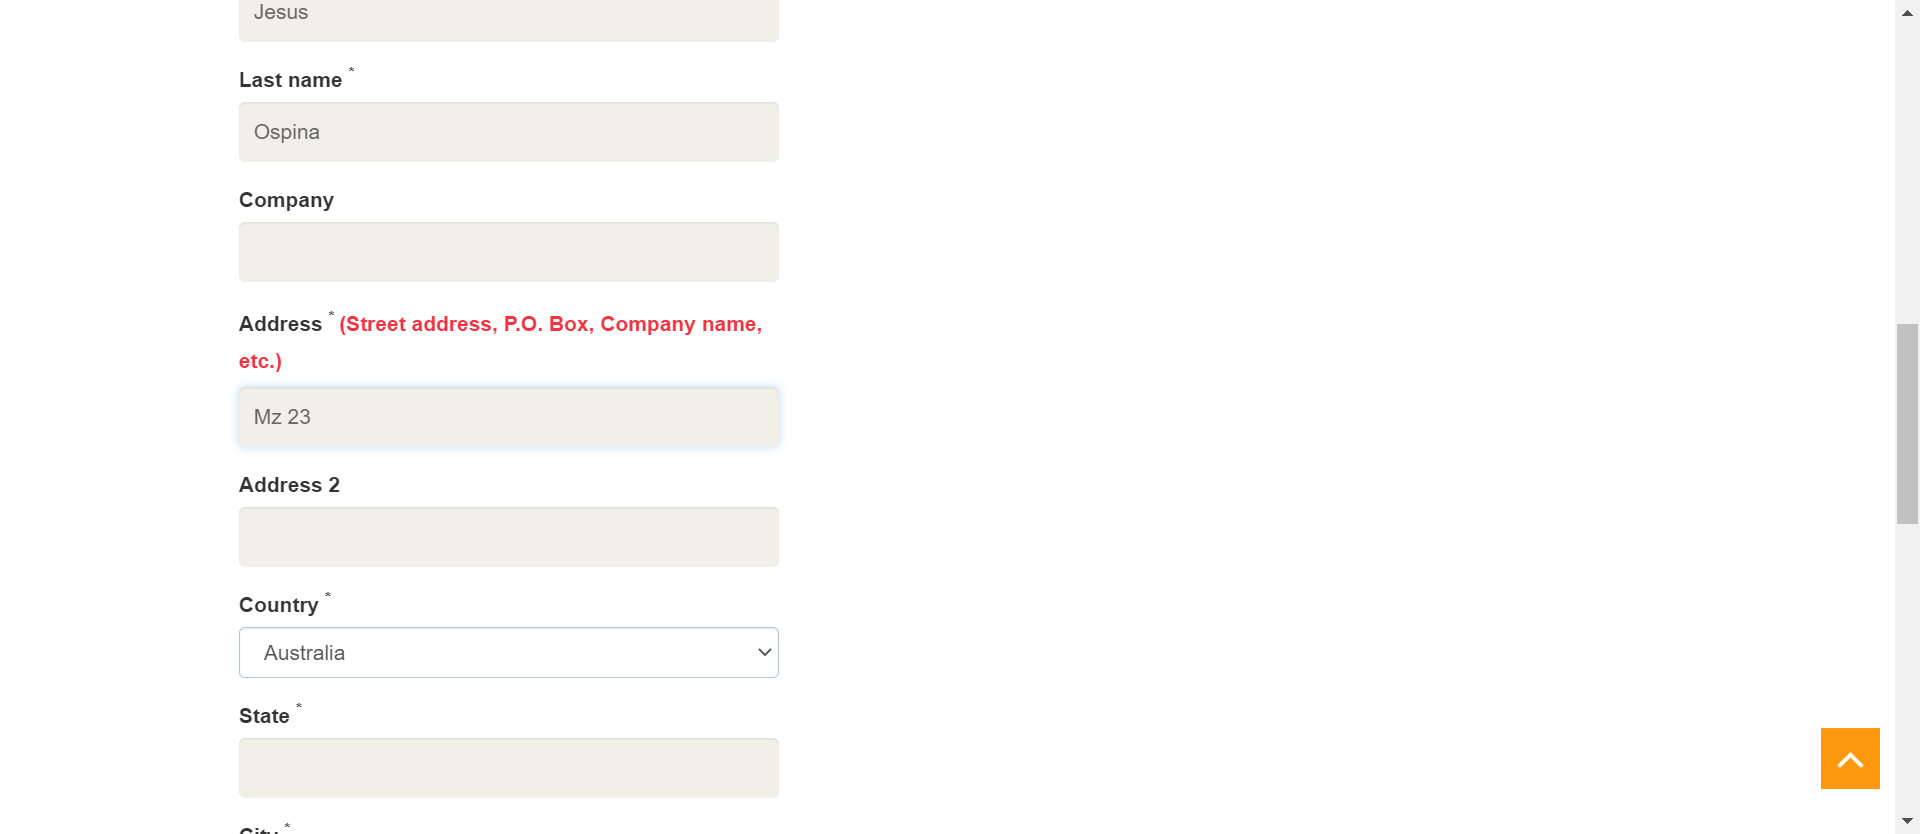 Jesus
Last name *
Ospina
Company
Address * (Street address, P.O. Box, Company name,
etc.)
Mz 23
Address 2
Country *
Australia
State *
City *